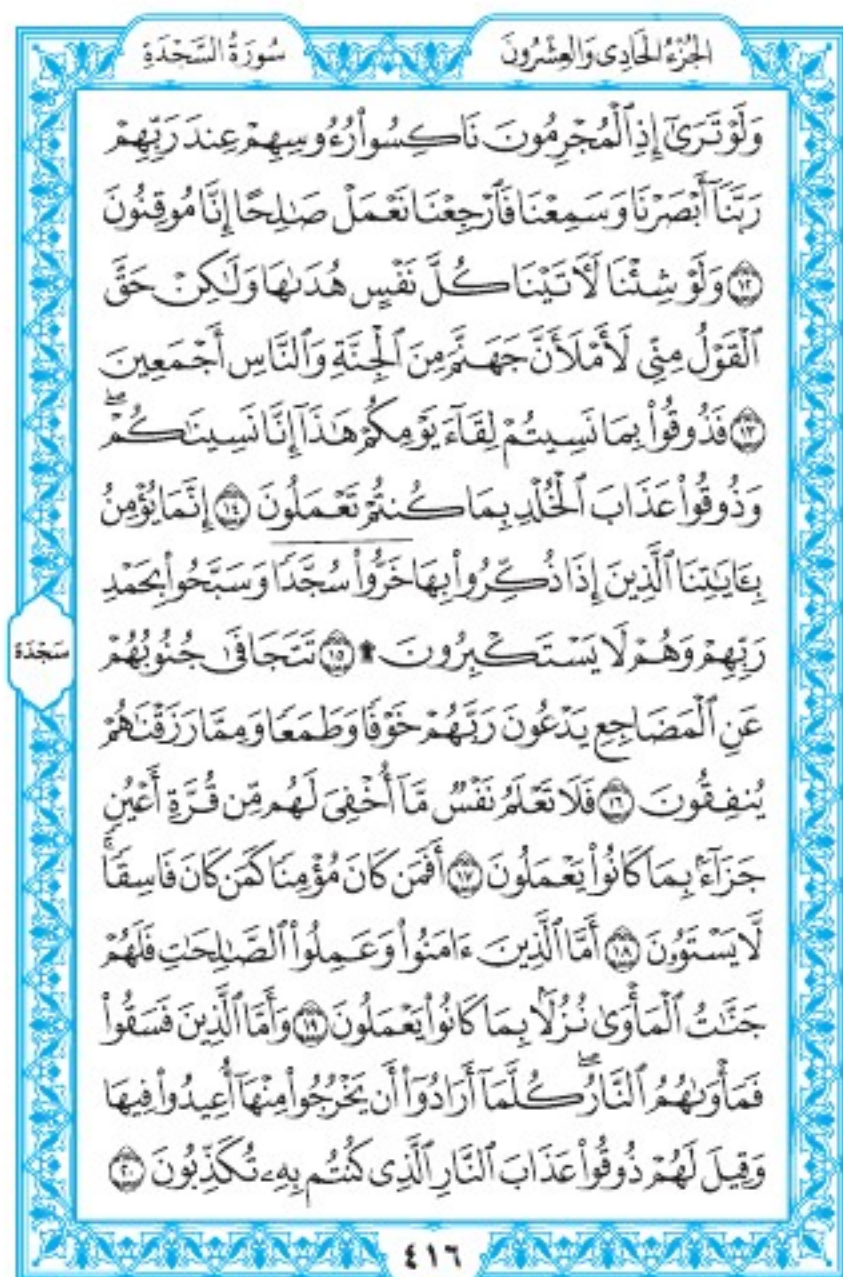 الجُزْءُ الحَادِى وَالعِشْرُونَ
سُورَةُ السَّجْدَةِ
وَلَوْ تَرَىٰٓ إِذِ ٱلْمُجْرِمُونَ نَاكِسُوا۟ رُءُوسِهِمْ عِندَ رَبِّهِمْ
رَبَّنَآ أَبْصَرْنَا وَسَمِعْنَا فَٱرْجِعْنَا نَعْمَلْ صَٰلِحًا إِنَّا مُوقِنُونَ
١٢ وَلَوْ شِئْنَا لَـَٔاتَيْنَا كُلَّ نَفْسٍ هُدَىٰهَا وَلَٰكِنْ حَقَّ
ٱلْقَوْلُ مِنِّى لَأَمْلَأَنَّ جَهَنَّمَ مِنَ ٱلْجِنَّةِ وَٱلنَّاسِ أَجْمَعِينَ
١٣ فَذُوقُوا۟ بِمَا نَسِيتُمْ لِقَآءَ يَوْمِكُمْ هَٰذَآ إِنَّا نَسِينَٰكُمْ ۖ
وَذُوقُوا۟ عَذَابَ ٱلْخُلْدِ بِمَا كُنتُمْ تَعْمَلُونَ ١٤ إِنَّمَا يُؤْمِنُ
بِـَٔايَٰتِنَا ٱلَّذِينَ إِذَا ذُكِّرُوا۟ بِهَا خَرُّوا۟ سُجَّدًا وَسَبَّحُوا۟ بِحَمْدِ
رَبِّهِمْ وَهُمْ لَا يَسْتَكْبِرُونَ ۩ ١٥ تَتَجَافَىٰ جُنُوبُهُمْ
سَجْدَة
عَنِ ٱلْمَضَاجِعِ يَدْعُونَ رَبَّهُمْ خَوْفًا وَطَمَعًا وَمِمَّا رَزَقْنَٰهُمْ
يُنفِقُونَ ١٦ فَلَا تَعْلَمُ نَفْسٌ مَّآ أُخْفِىَ لَهُم مِّن قُرَّةِ أَعْيُنٍ
جَزَآءًۢ بِمَا كَانُوا۟ يَعْمَلُونَ ١٧ أَفَمَن كَانَ مُؤْمِنًا كَمَن كَانَ فَاسِقًا ۚ
لَّا يَسْتَوُۥنَ ١٨ أَمَّا ٱلَّذِينَ ءَامَنُوا۟ وَعَمِلُوا۟ ٱلصَّٰلِحَٰتِ فَلَهُمْ
جَنَّٰتُ ٱلْمَأْوَىٰ نُزُلًۢا بِمَا كَانُوا۟ يَعْمَلُونَ ١٩ وَأَمَّا ٱلَّذِينَ فَسَقُوا۟
فَمَأْوَىٰهُمُ ٱلنَّارُ ۖ كُلَّمَآ أَرَادُوٓا۟ أَن يَخْرُجُوا۟ مِنْهَآ أُعِيدُوا۟ فِيهَا
وَقِيلَ لَهُمْ ذُوقُوا۟ عَذَابَ ٱلنَّارِ ٱلَّذِى كُنتُم بِهِۦ تُكَذِّبُونَ ٢٠
٤١٦